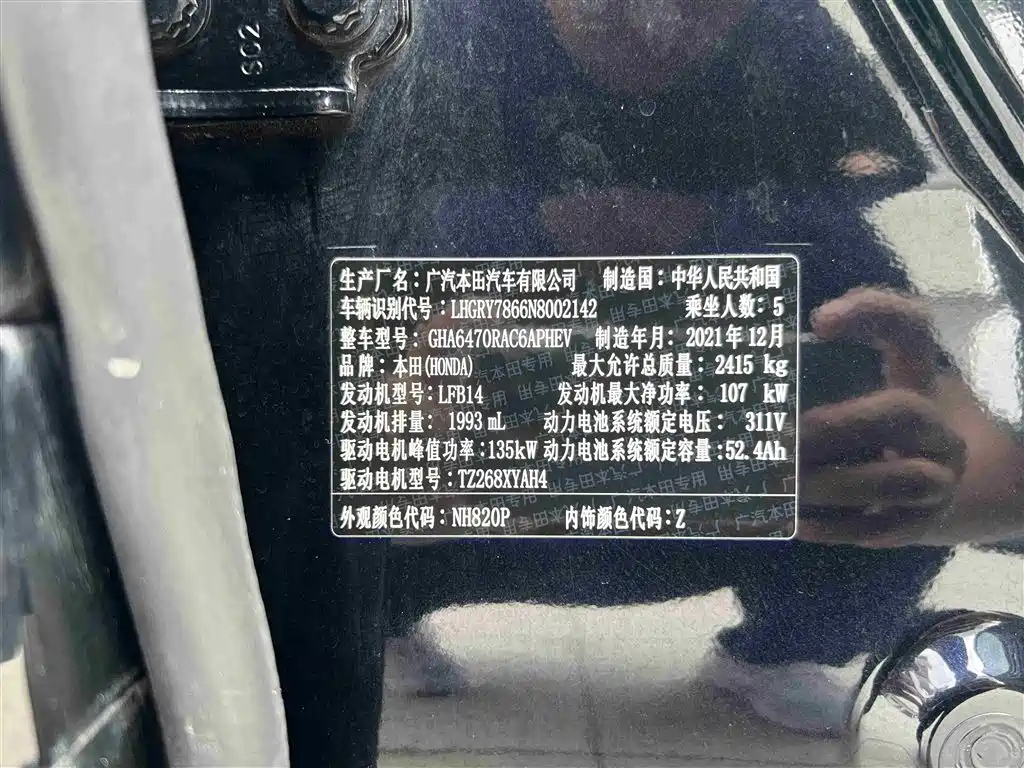 SC2
生产厂名：广汽本田汽车有限公司 制造国：中华人民共和国
车辆识别代号：LHGRY7866N8002142 乘坐人数：5
整车型号：GHA6470RAC6APHEV 制造年月：2021年12月
品牌：本田(HONDA) 最大允许总质量：2415 kg
发动机型号:LFB14 发动机最大净功率：107 kW
发动机排量：1993 mL 动力电池系统额定电压：311V
驱动电机峰值功率:135kW 动力电池系统额定容量:52.4Ah
驱动电机型号:TZ268XYAH4
外观颜色代码：NH820P 内饰颜色代码:Z
广汽本田专用